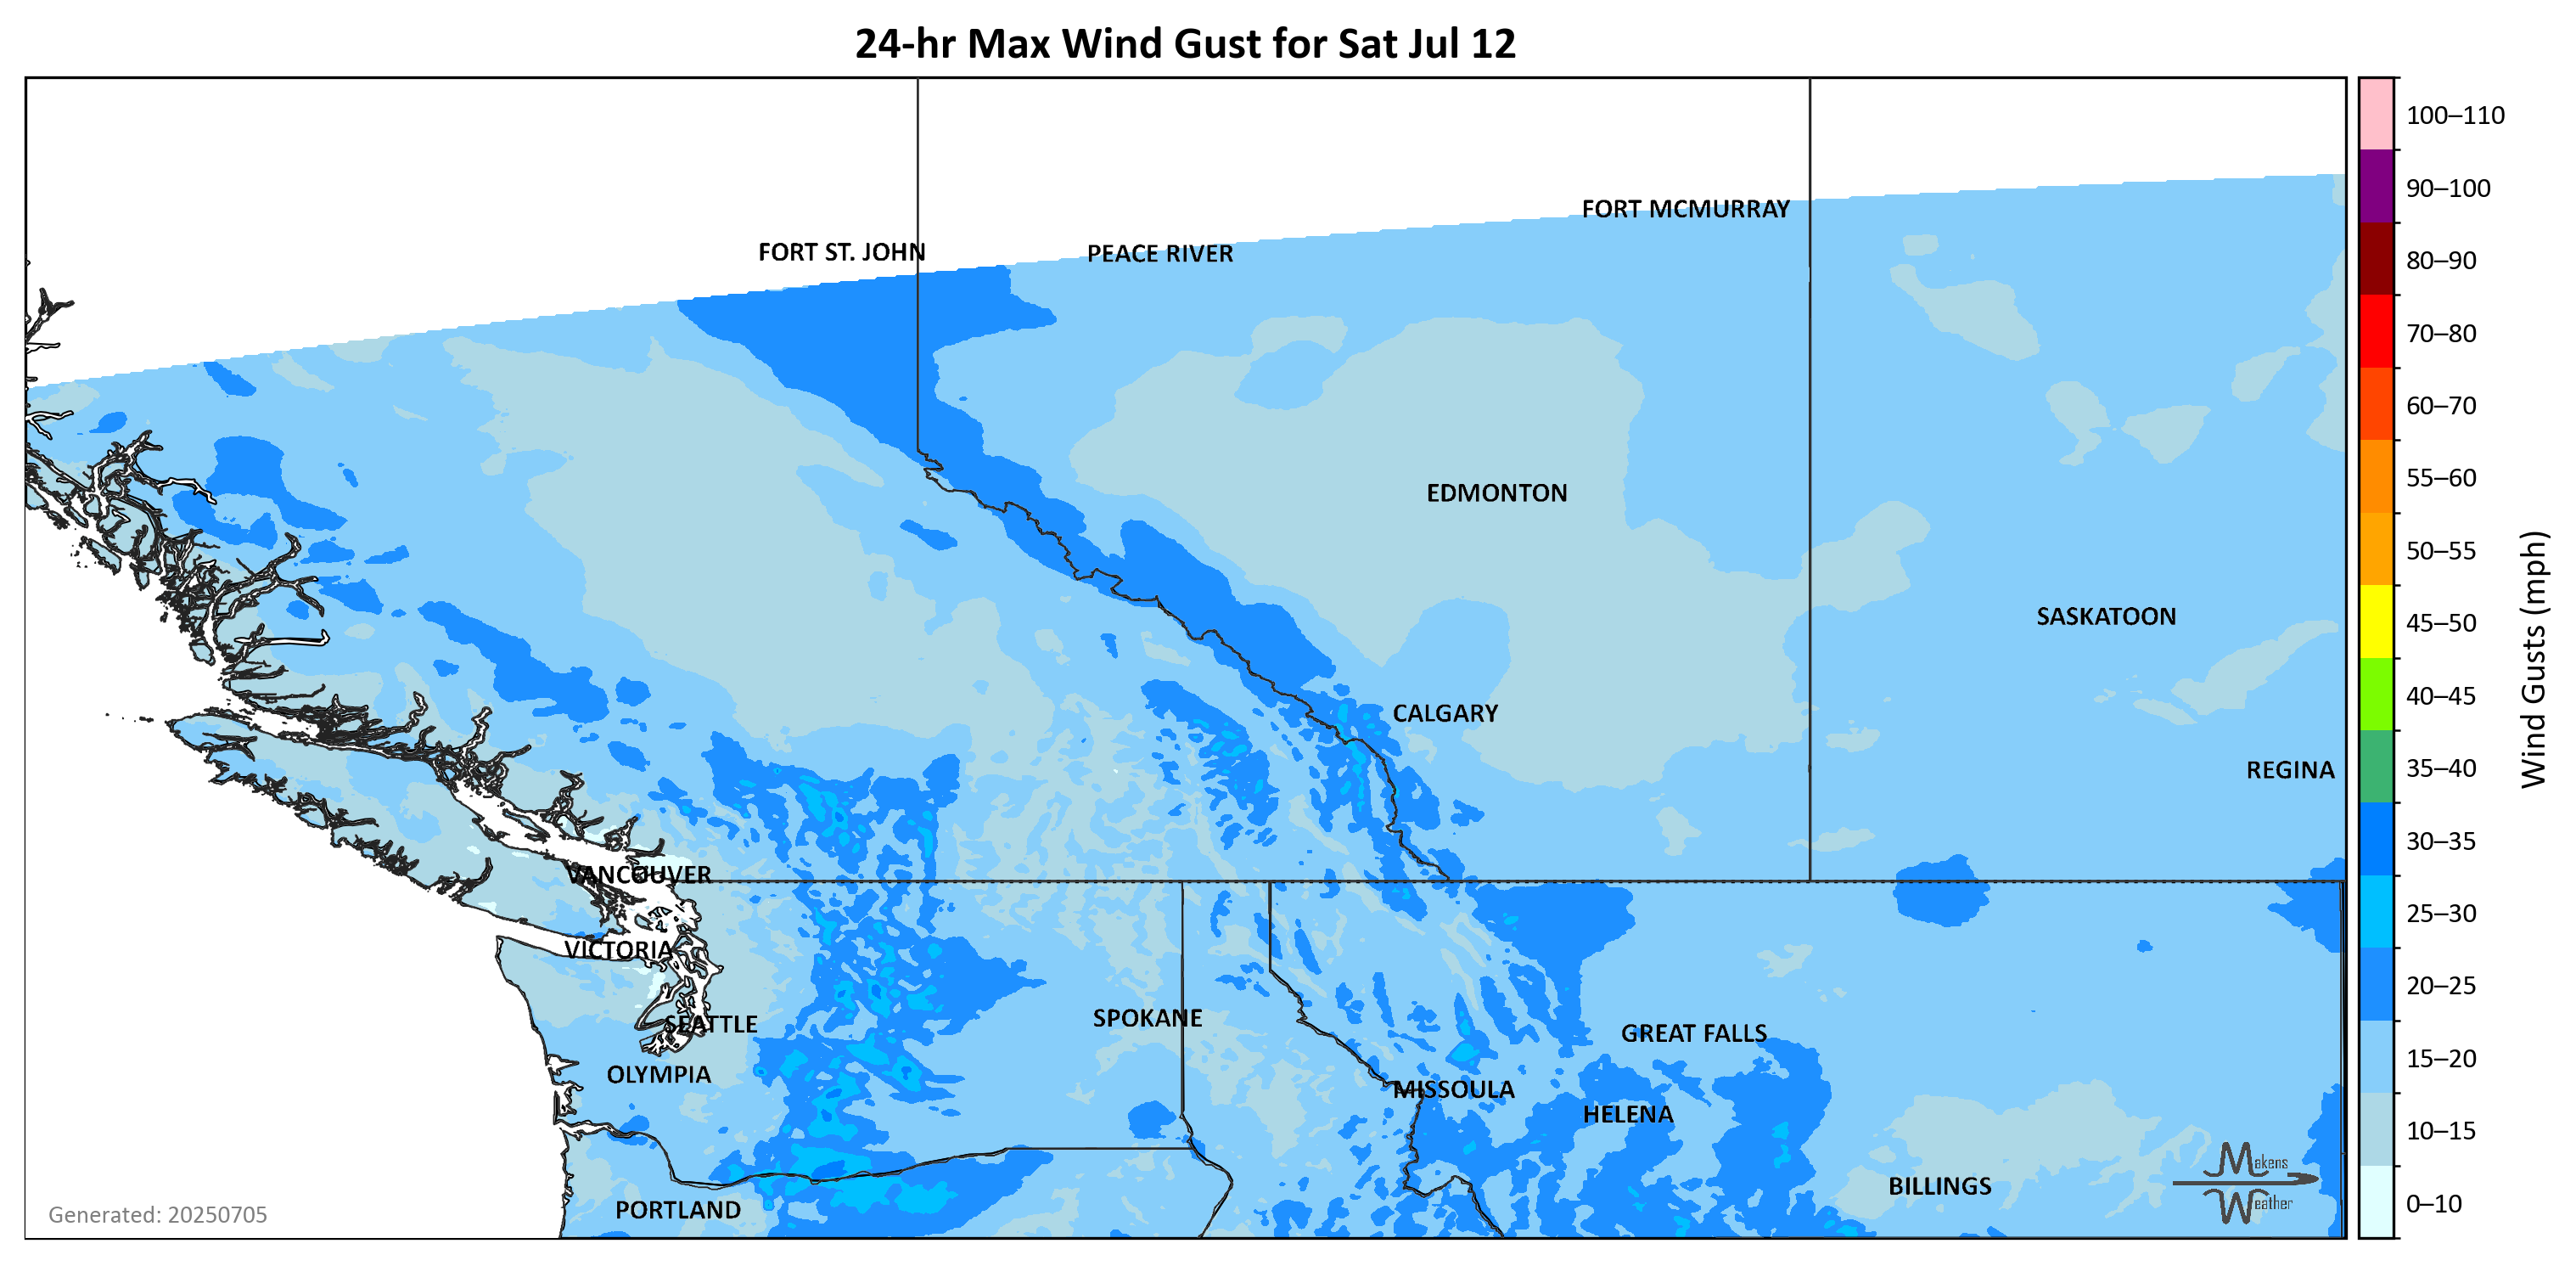 24-hr Max Wind Gust for Sat Jul 12
100–110
90–100
80–90
70–80
60–70
55–60
50–55
45–50
40–45
35–40
30–35
25–30
20–25
15–20
10–15
0–10
Wind Gusts (mph)
FORT MCMURRAY
FORT ST. JOHN
PEACE RIVER
EDMONTON
SASKATOON
CALGARY
REGINA
VANCOUVER
VICTORIA
SEATTLE
SPOKANE
GREAT FALLS
OLYMPIA
MISSOULA
HELENA
BILLINGS
PORTLAND
Makens
Weather
Generated: 20250705